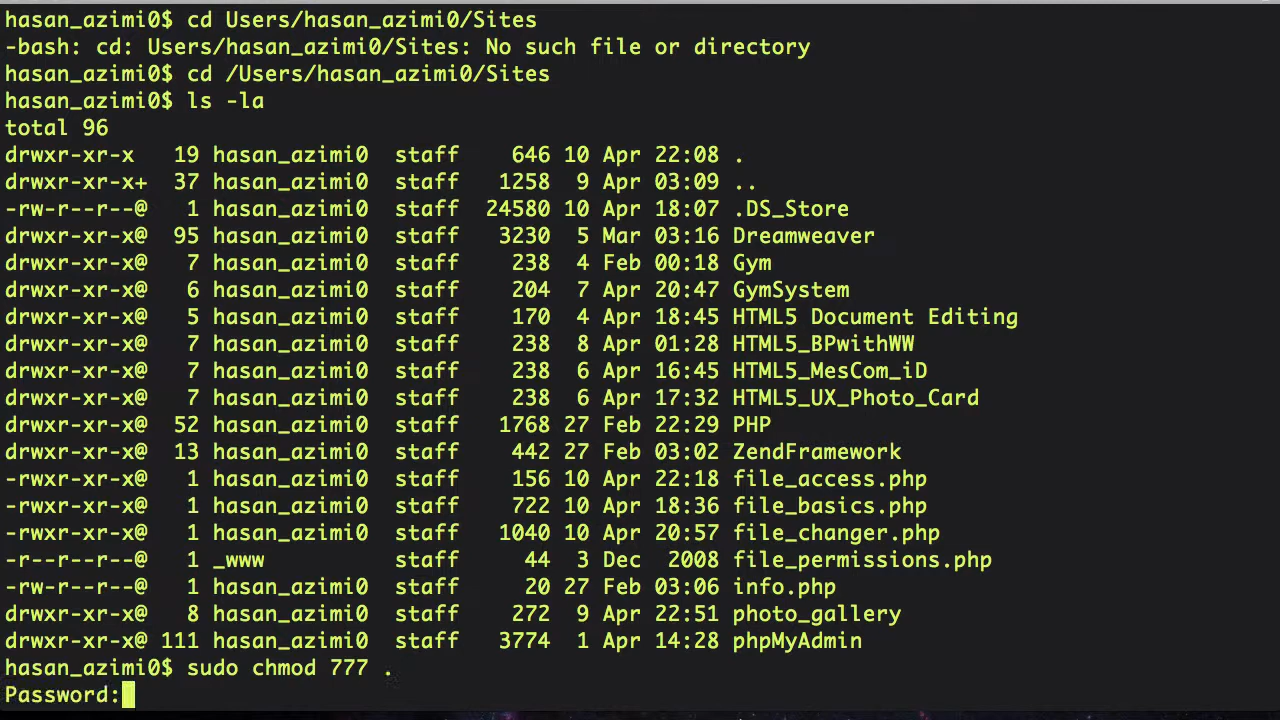 hasan_azimi0$ cd Users/hasan_azimi0/Sites
-bash: cd: Users/hasan_azimi0/Sites: No such file or directory
hasan_azimi0$ cd /Users/hasan_azimi0/Sites
hasan_azimi0$ ls -la
total 96
drwxr-xr-x   19 hasan_azimi0  staff    646 10 Apr 22:08 .
drwxr-xr-x+  37 hasan_azimi0  staff   1258  9 Apr 03:09 ..
-rw-r--r--@   1 hasan_azimi0  staff  24580 10 Apr 18:07 .DS_Store
drwxr-xr-x@  95 hasan_azimi0  staff   3230  5 Mar 03:16 Dreamweaver
drwxr-xr-x@   7 hasan_azimi0  staff    238  4 Feb 00:18 Gym
drwxr-xr-x@   6 hasan_azimi0  staff    204  7 Apr 20:47 GymSystem
drwxr-xr-x@   5 hasan_azimi0  staff    170  4 Apr 18:45 HTML5 Document Editing
drwxr-xr-x@   7 hasan_azimi0  staff    238  8 Apr 01:28 HTML5_BPwithWW
drwxr-xr-x@   7 hasan_azimi0  staff    238  6 Apr 16:45 HTML5_MesCom_iD
drwxr-xr-x@   7 hasan_azimi0  staff    238  6 Apr 17:32 HTML5_UX_Photo_Card
drwxr-xr-x@  52 hasan_azimi0  staff   1768 27 Feb 22:29 PHP
drwxr-xr-x@  13 hasan_azimi0  staff    442 27 Feb 03:02 ZendFramework
-rwxr-xr-x@   1 hasan_azimi0  staff    156 10 Apr 22:18 file_access.php
-rwxr-xr-x@   1 hasan_azimi0  staff    722 10 Apr 18:36 file_basics.php
-rwxr-xr-x@   1 hasan_azimi0  staff   1040 10 Apr 20:57 file_changer.php
-r--r--r--@   1 _www          staff     44  3 Dec  2008 file_permissions.php
-rw-r--r--@   1 hasan_azimi0  staff     20 27 Feb 03:06 info.php
drwxr-xr-x@   8 hasan_azimi0  staff    272  9 Apr 22:51 photo_gallery
drwxr-xr-x@ 111 hasan_azimi0  staff   3774  1 Apr 14:28 phpMyAdmin
hasan_azimi0$ sudo chmod 777 .
Password: